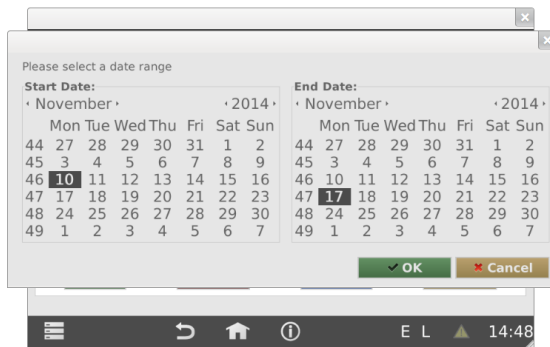 Please select a date range
Start Date:
November 2014
Mon Tue Wed Thu Fri Sat Sun
44 27 28 29 30 31 1 2
45 3 4 5 6 7 8 9
46 10 11 12 13 14 15 16
47 17 18 19 20 21 22 23
48 24 25 26 27 28 29 30
49 1 2 3 4 5 6 7
End Date:
November 2014
Mon Tue Wed Thu Fri Sat Sun
44 27 28 29 30 31 1 2
45 3 4 5 6 7 8 9
46 10 11 12 13 14 15 16
47 17 18 19 20 21 22 23
48 24 25 26 27 28 29 30
49 1 2 3 4 5 6 7
OK Cancel
E L 14:48